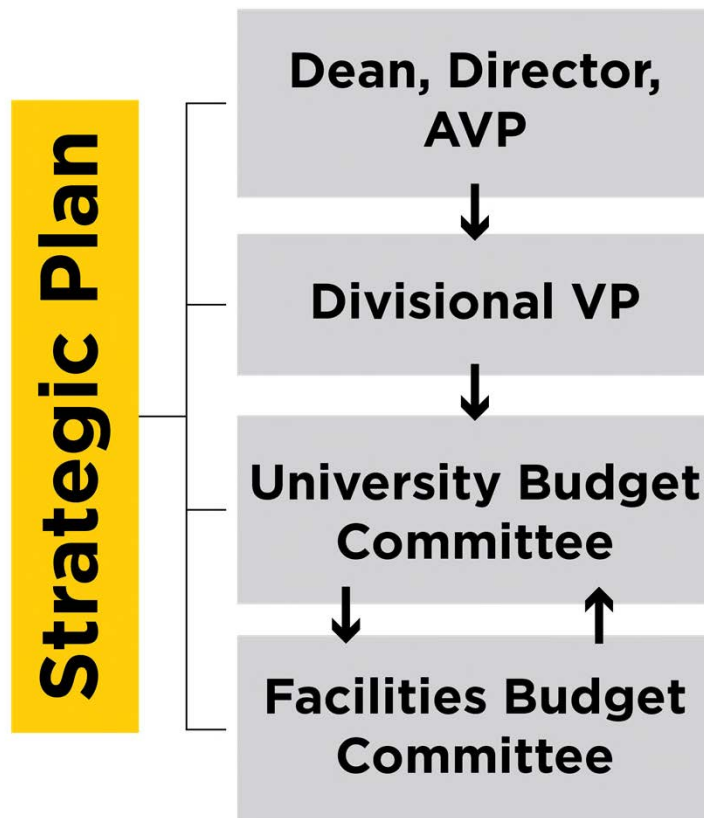 Strategic Plan
Dean, Director,
AVP
Divisional VP
University Budget
Committee
Facilities Budget
Committee